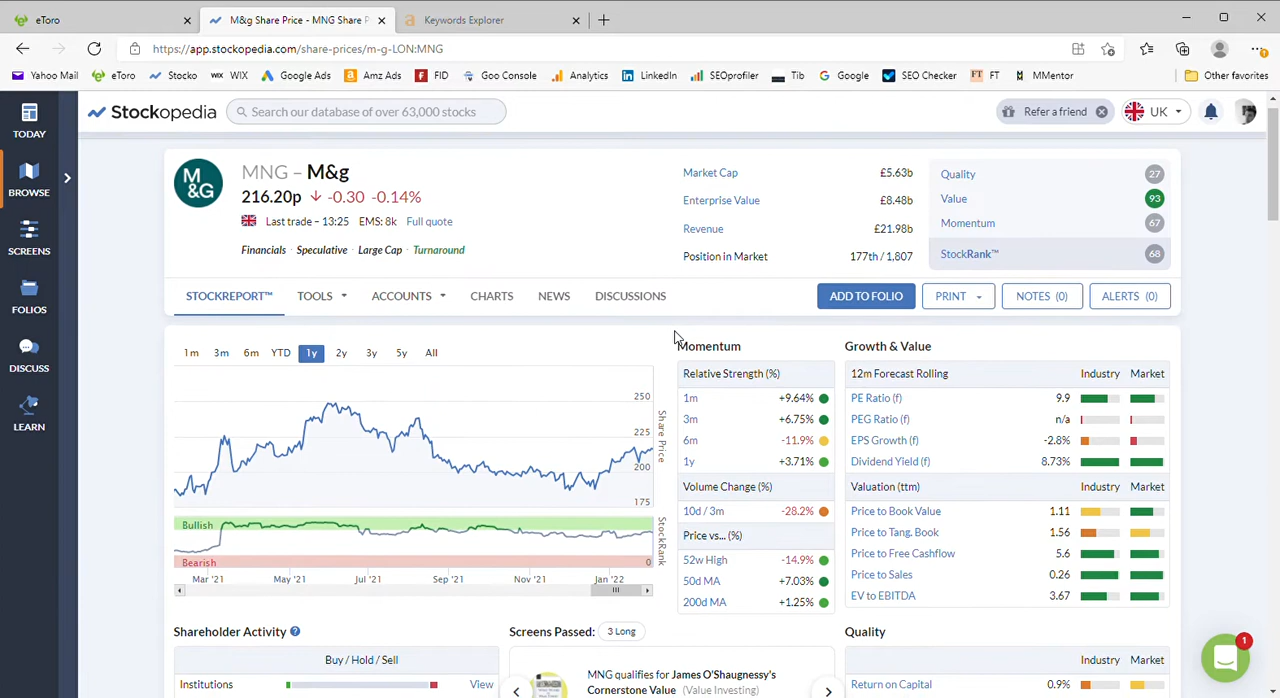 eToro
M&g Share Price - MNG Share P
Keywords Explorer
https://app.stockopedia.com/share-prices/m-g-LON:MNG
Yahoo Mail
eToro
Stocko
WIX WIX
Google Ads
Amz Ads
FID
Goo Console
Analytics
LinkedIn
SEOprofiler
Tib
Google
SEO Checker
FT FT
MMentor
Other favorites
Stockopedia
Search our database of over 63,000 stocks
Refer a friend
UK
TODAY
BROWSE
SCREENS
FOLIOS
DISCUSS
LEARN
M&G
MNG – M&g
216.20p ↓ -0.30 -0.14%
Last trade – 13:25 EMS: 8k Full quote
Financials · Speculative · Large Cap · Turnaround
Market Cap £5.63b
Enterprise Value £8.48b
Revenue £21.98b
Position in Market 177th / 1,807
Quality 27
Value 93
Momentum 67
StockRank™ 68
STOCKREPORT™
TOOLS
ACCOUNTS
CHARTS
NEWS
DISCUSSIONS
ADD TO FOLIO
PRINT
NOTES (0)
ALERTS (0)
1m 3m 6m YTD 1y 2y 3y 5y All
250
225
200
175
Share Price
Bullish
Bearish
0
StockRank
Mar '21 May '21 Jul '21 Sep '21 Nov '21 Jan '22
Momentum
Relative Strength (%)
1m +9.64%
3m +6.75%
6m -11.9%
1y +3.71%
Volume Change (%)
10d / 3m -28.2%
Price vs... (%)
52w High -14.9%
50d MA +7.03%
200d MA +1.25%
Growth & Value
12m Forecast Rolling Industry Market
PE Ratio (f) 9.9
PEG Ratio (f) n/a
EPS Growth (f) -2.8%
Dividend Yield (f) 8.73%
Valuation (ttm) Industry Market
Price to Book Value 1.11
Price to Tang. Book 1.56
Price to Free Cashflow 5.6
Price to Sales 0.26
EV to EBITDA 3.67
Shareholder Activity ?
Buy / Hold / Sell
Institutions View
Screens Passed: 3 Long
MNG qualifies for James O'Shaugnessy's
Cornerstone Value (Value Investing)
Quality
Industry Market
Return on Capital 0.9%
1